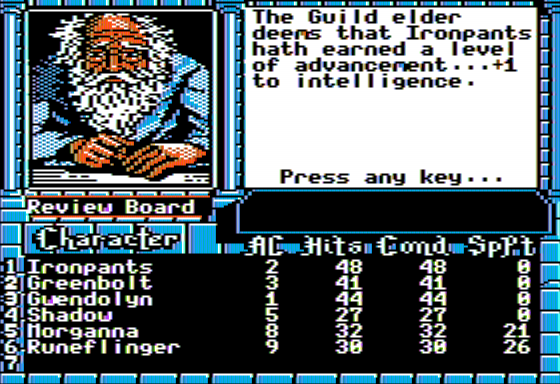 The Guild elder
deems that Ironpants
hath earned a level
of advancement...+1
to intelligence.
Press any key...
Review Board
Character AC Hits Cond SpPt
1 Ironpants 2 48 48 0
2 Greenbolt 3 41 41 0
3 Gwendolyn 1 44 44 0
4 Shadow 5 27 27 0
5 Morganna 8 32 32 21
6 Runeflinger 9 30 30 26
7